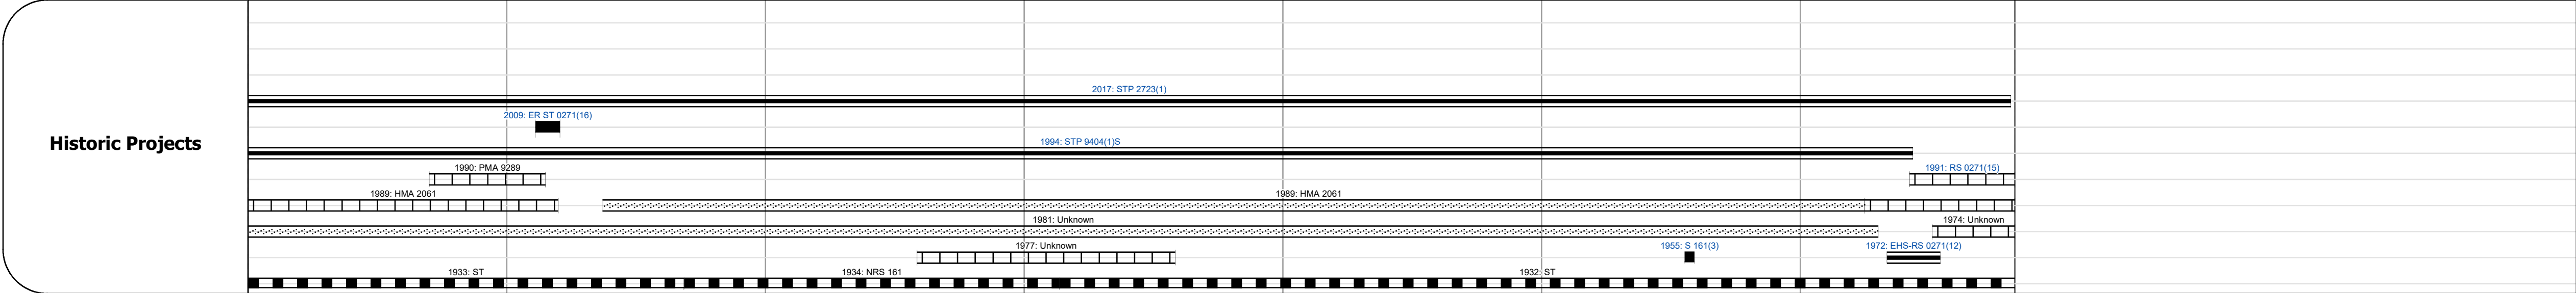 2017: STP 2723(1)
2009: ER ST 0271(16)
Historic Projects
1994: STP 9404(1)S
1990: PMA 9289
1991: RS 0271(15)
1989: HMA 2061
1989: HMA 2061
1981: Unknown
1974: Unknown
1977: Unknown
1955: S 161(3)
1972: EHS-RS 0271(12)
1933: ST
1934: NRS 161
1932: ST